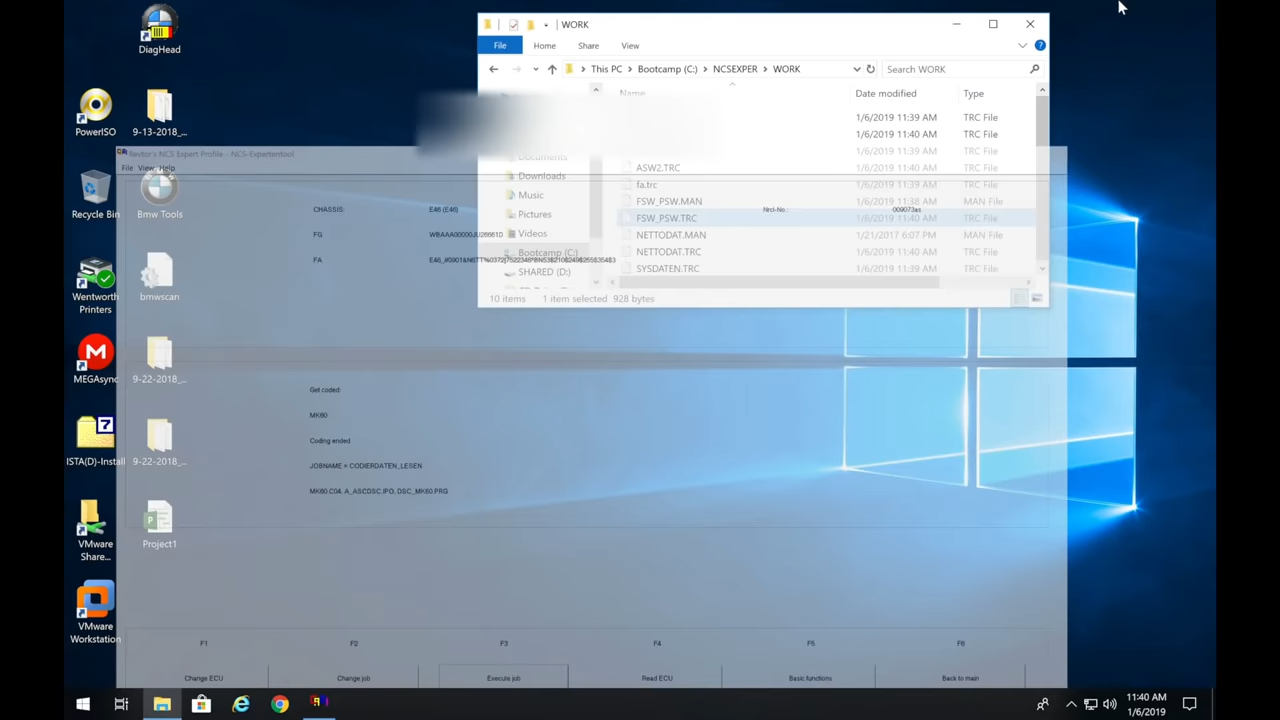 DiagHead
PowerISO
9-13-2018_...
Recycle Bin
Bmw Tools
Wentworth Printers
bmwscan
MEGAsync
9-22-2018_...
ISTA(D)-Install
9-22-2018_...
VMware Share...
Project1
VMware Workstation
WORK
File Home Share View
This PC Bootcamp (C:) NCSEXPER WORK
Search WORK
Name Date modified Type
1/6/2019 11:39 AM TRC File
1/6/2019 11:40 AM TRC File
1/6/2019 11:39 AM TRC File
ASW2.TRC 1/6/2019 11:40 AM TRC File
fa.trc 1/6/2019 11:39 AM TRC File
FSW_PSW.MAN 1/6/2019 11:38 AM MAN File
FSW_PSW.TRC 1/6/2019 11:40 AM TRC File
NETTODAT.MAN 1/21/2017 6:07 PM MAN File
NETTODAT.TRC 1/6/2019 11:40 AM TRC File
SYSDATEN.TRC 1/6/2019 11:39 AM TRC File
Documents
Downloads
Music
Pictures
Videos
Bootcamp (C:)
SHARED (D:)
10 items 1 item selected 928 bytes
Revtor's NCS Expert Profile - NCS-Expertentool
File View Help
CHASSIS: E46 (E46)
FG
FA
Get coded:
MK60
Coding ended
JOBNAME = CODIERDATEN_LESEN
MK60.C04, A_ASCDSC.IPO, DSC_MK60.PRG
F1 F2 F3 F4 F5 F6
Change ECU Change job Execute job Read ECU Basic functions Back to main
11:40 AM
1/6/2019